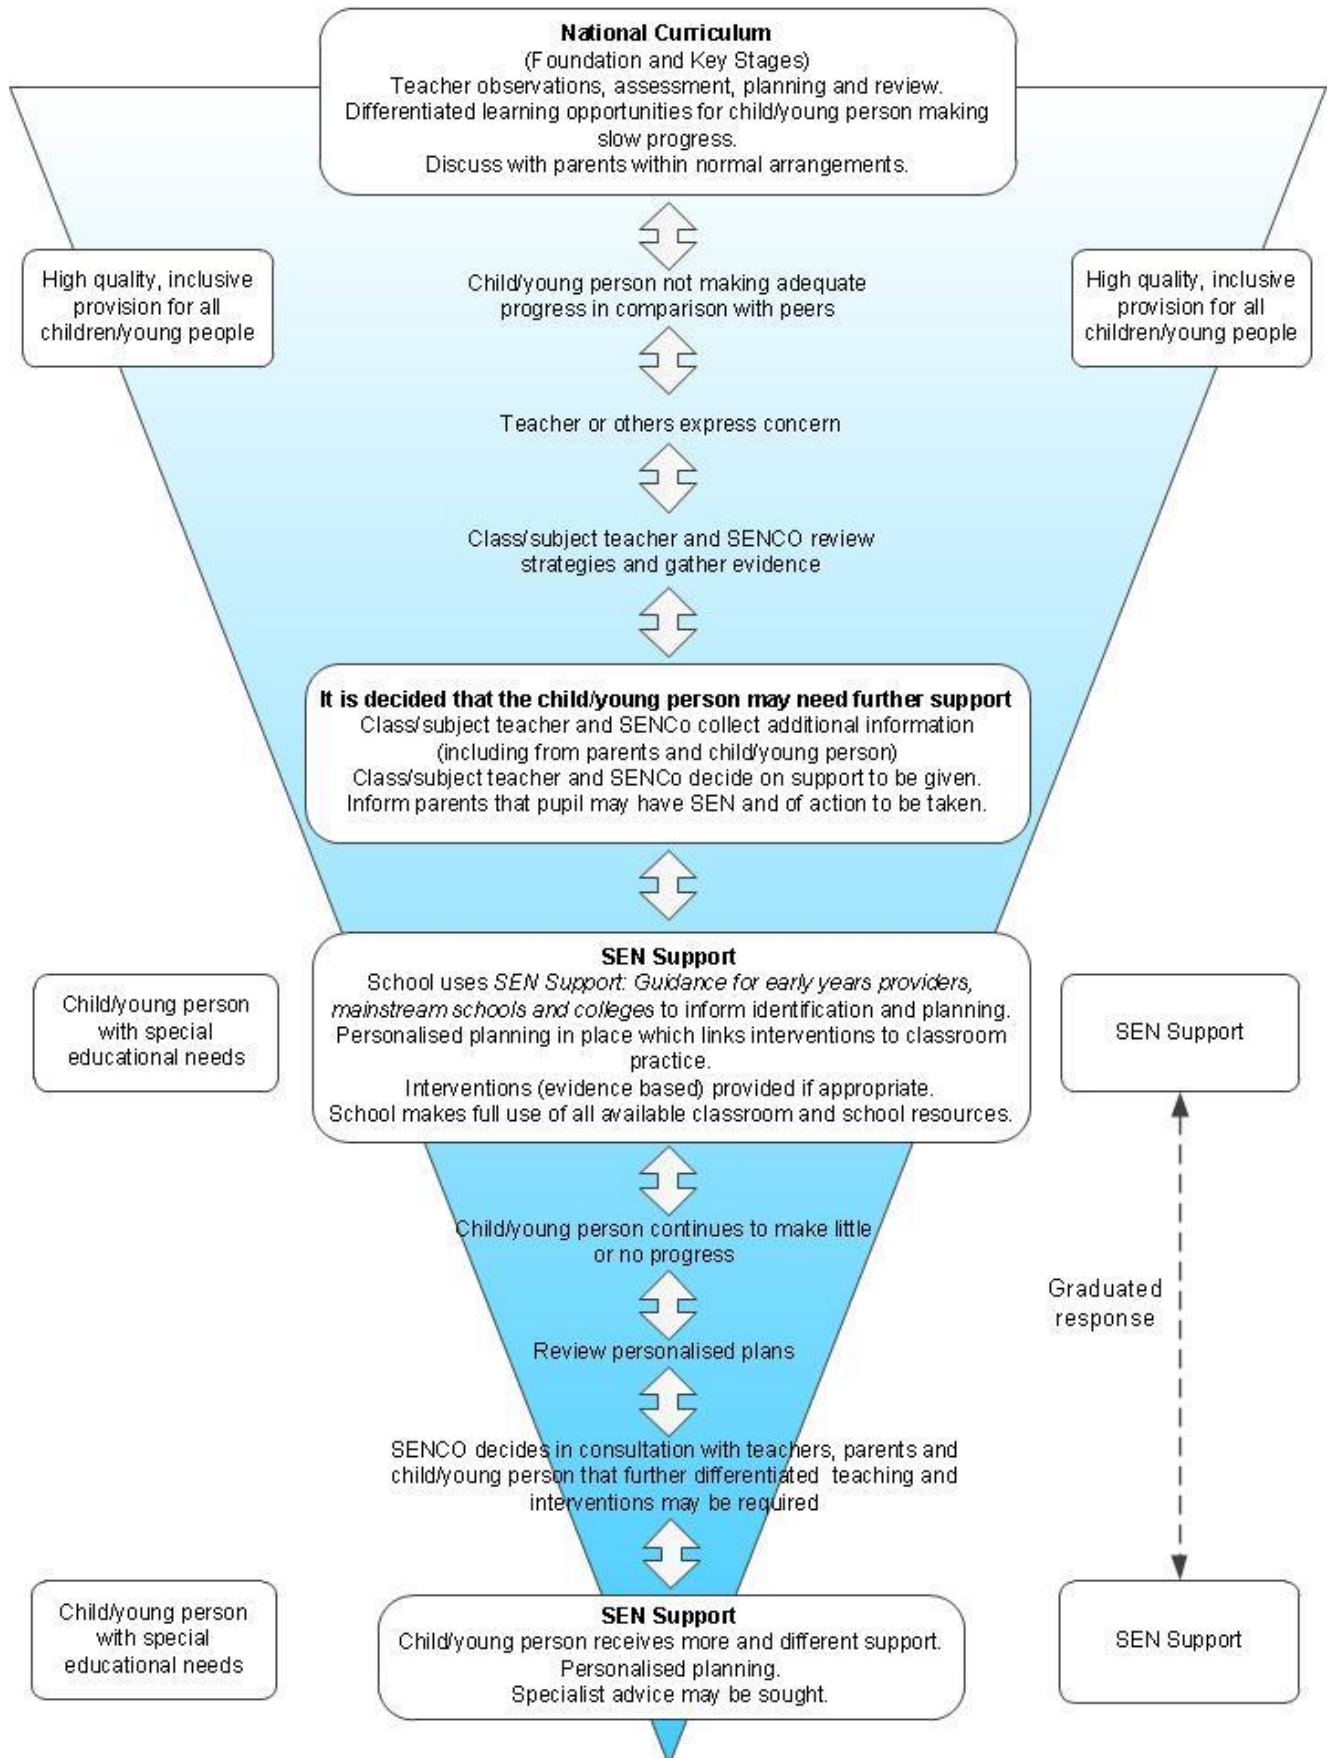 National Curriculum
(Foundation and Key Stages)
Teacher observations, assessment, planning and review.
Differentiated learning opportunities for child/young person making
slow progress.
Discuss with parents within normal arrangements.
High quality, inclusive
provision for all
children/young people
High quality, inclusive
provision for all
children/young people
Child/young person not making adequate
progress in comparison with peers
Teacher or others express concern
Class/subject teacher and SENCO review
strategies and gather evidence
It is decided that the child/young person may need further support
Class/subject teacher and SENCo collect additional information
(including from parents and child/young person)
Class/subject teacher and SENCo decide on support to be given.
Inform parents that pupil may have SEN and of action to be taken.
Child/young person
with special
educational needs
SEN Support
School uses SEN Support: Guidance for early years providers,
mainstream schools and colleges to inform identification and planning.
Personalised planning in place which links interventions to classroom
practice.
Interventions (evidence based) provided if appropriate.
School makes full use of all available classroom and school resources.
SEN Support
Child/young person continues to make little
or no progress
Graduated
response
Review personalised plans
SENCO decides in consultation with teachers, parents and
child/young person that further differentiated teaching and
interventions may be required
Child/young person
with special
educational needs
SEN Support
Child/young person receives more and different support.
Personalised planning.
Specialist advice may be sought.
SEN Support